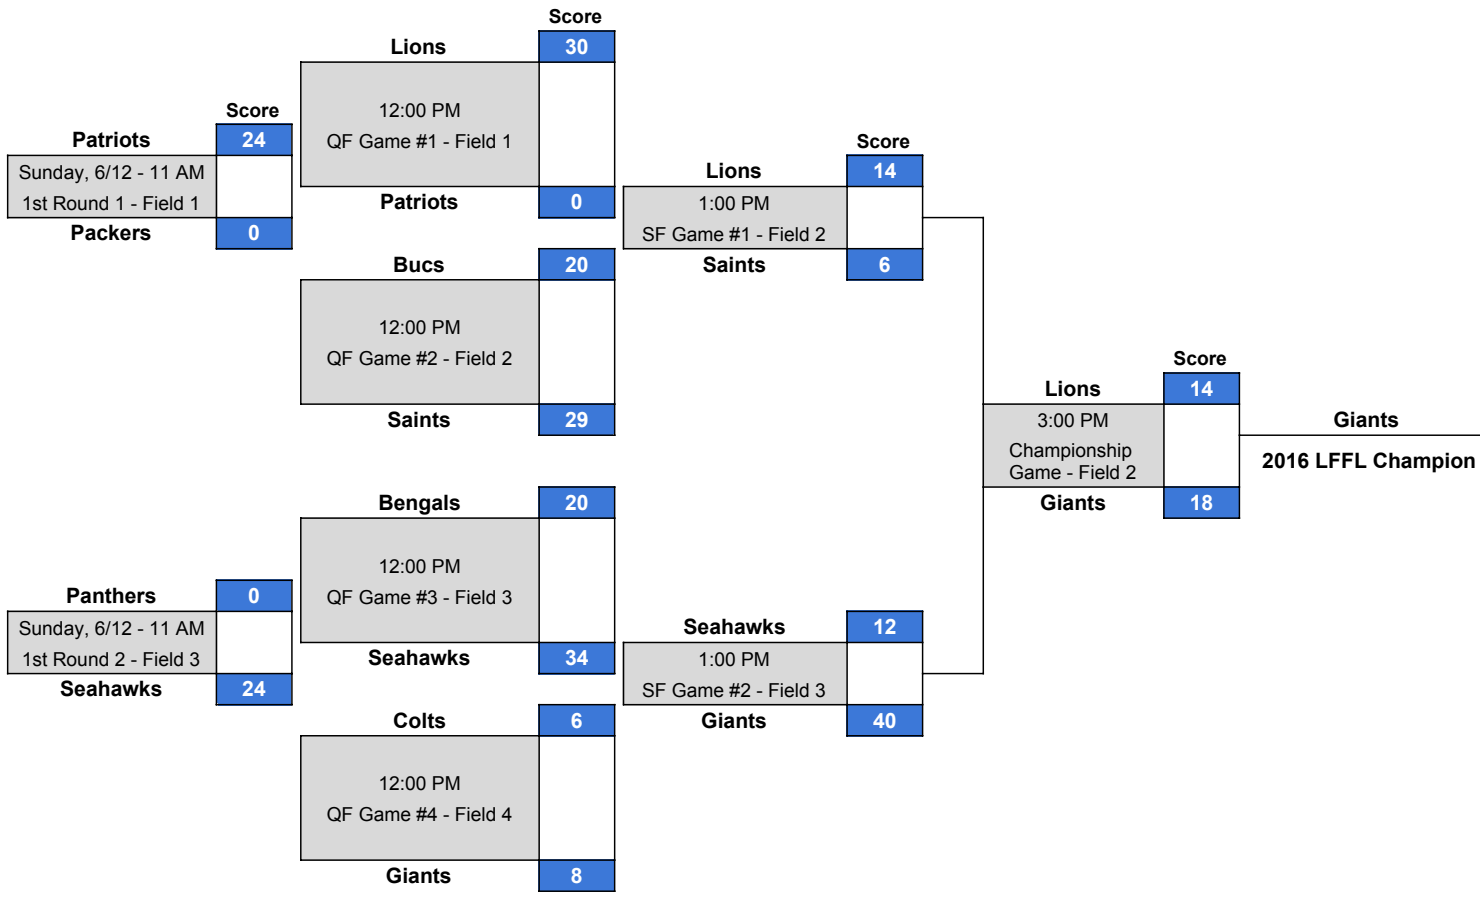 Score
Patriots 24
Sunday, 6/12 - 11 AM
1st Round 1 - Field 1
Packers 0
Panthers 0
Sunday, 6/12 - 11 AM
1st Round 2 - Field 3
Seahawks 24
Score
Lions 30
12:00 PM
QF Game #1 - Field 1
Patriots 0
Bucs 20
12:00 PM
QF Game #2 - Field 2
Saints 29
Bengals 20
12:00 PM
QF Game #3 - Field 3
Seahawks 34
Colts 6
12:00 PM
QF Game #4 - Field 4
Giants 8
Score
Lions 14
1:00 PM
SF Game #1 - Field 2
Saints 6
Seahawks 12
1:00 PM
SF Game #2 - Field 3
Giants 40
Score
Lions 14
3:00 PM
Championship
Game - Field 2
Giants 18
Giants
2016 LFFL Champion